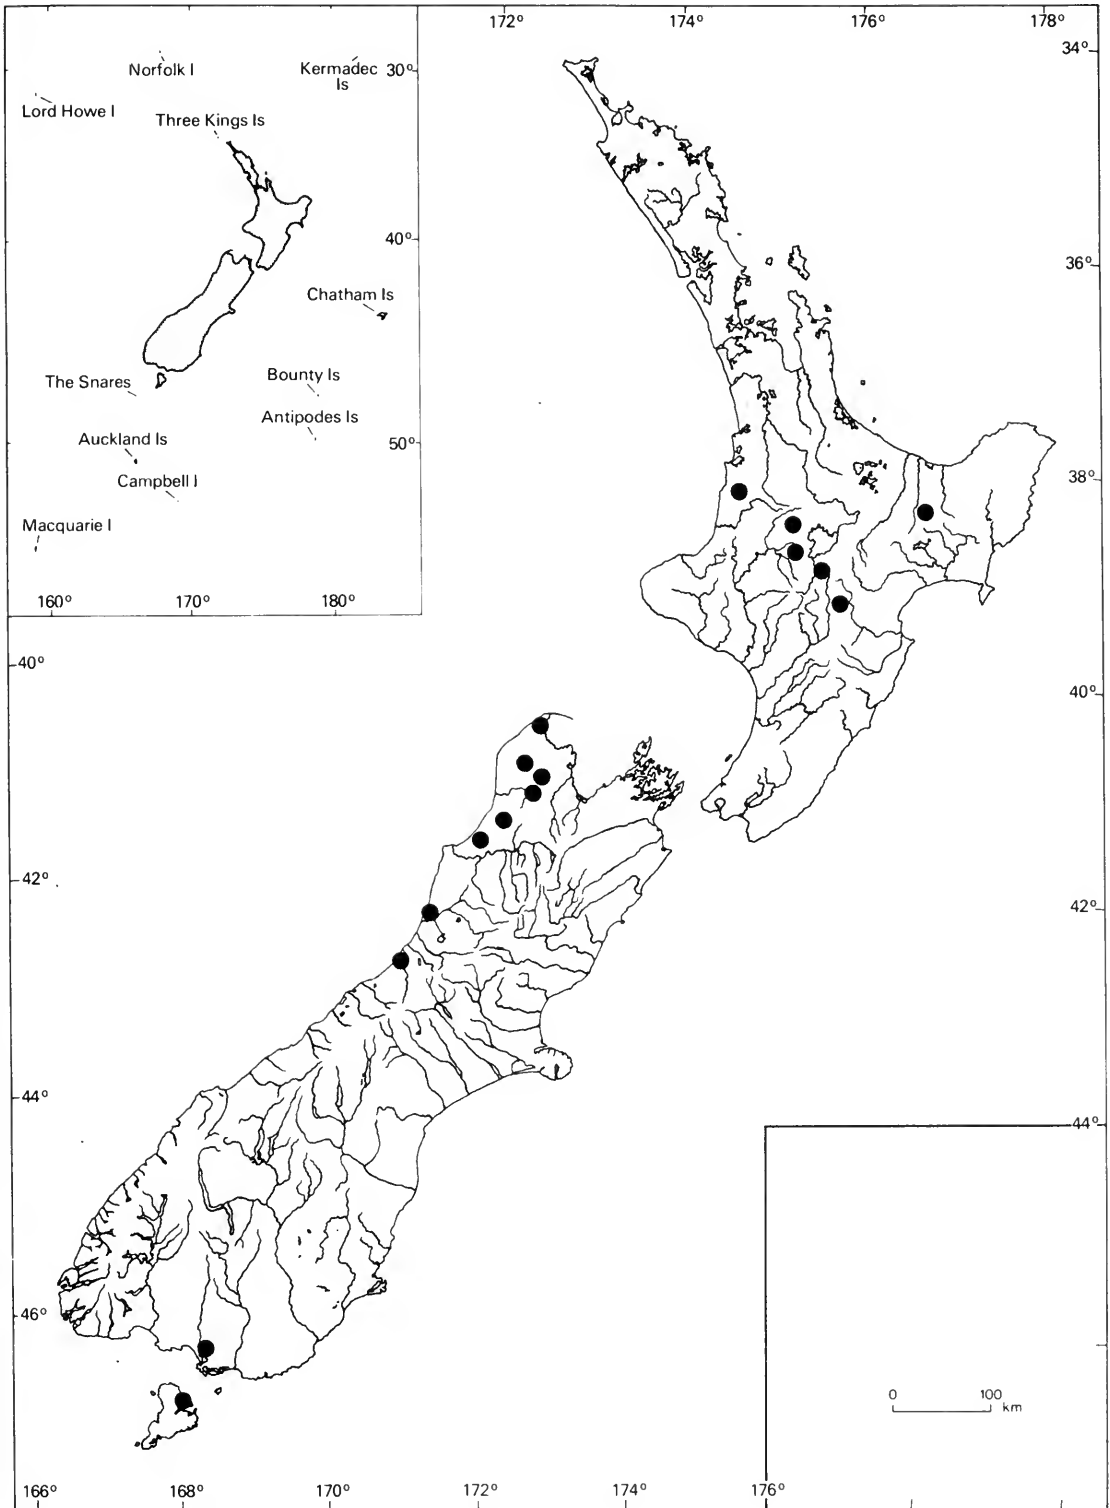 172° 174° 176° 178°
34°
Norfolk I
Kermadec
Is
30°
Lord Howe I
Three Kings Is
40°
36°
Chatham Is
The Snares
Bounty Is
Antipodes Is
Auckland Is
50°
Campbell I
38°
Macquarie I
160° 170° 180°
40°
40°
42°
42°
44°
44°
46°
0 100
km
166° 168° 170° 172° 174° 176°